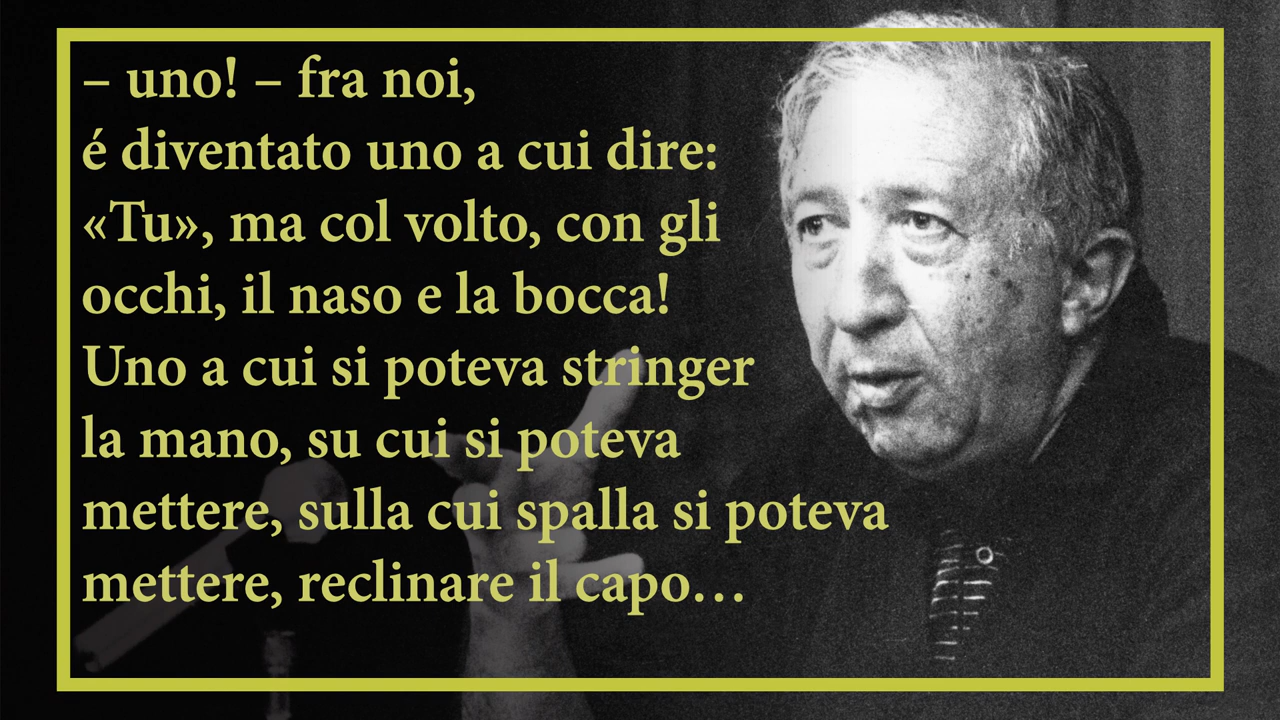 – uno! – fra noi,
é diventato uno a cui dire:
«Tu», ma col volto, con gli
occhi, il naso e la bocca!
Uno a cui si poteva stringer
la mano, su cui si poteva
mettere, sulla cui spalla si poteva
mettere, reclinare il capo…